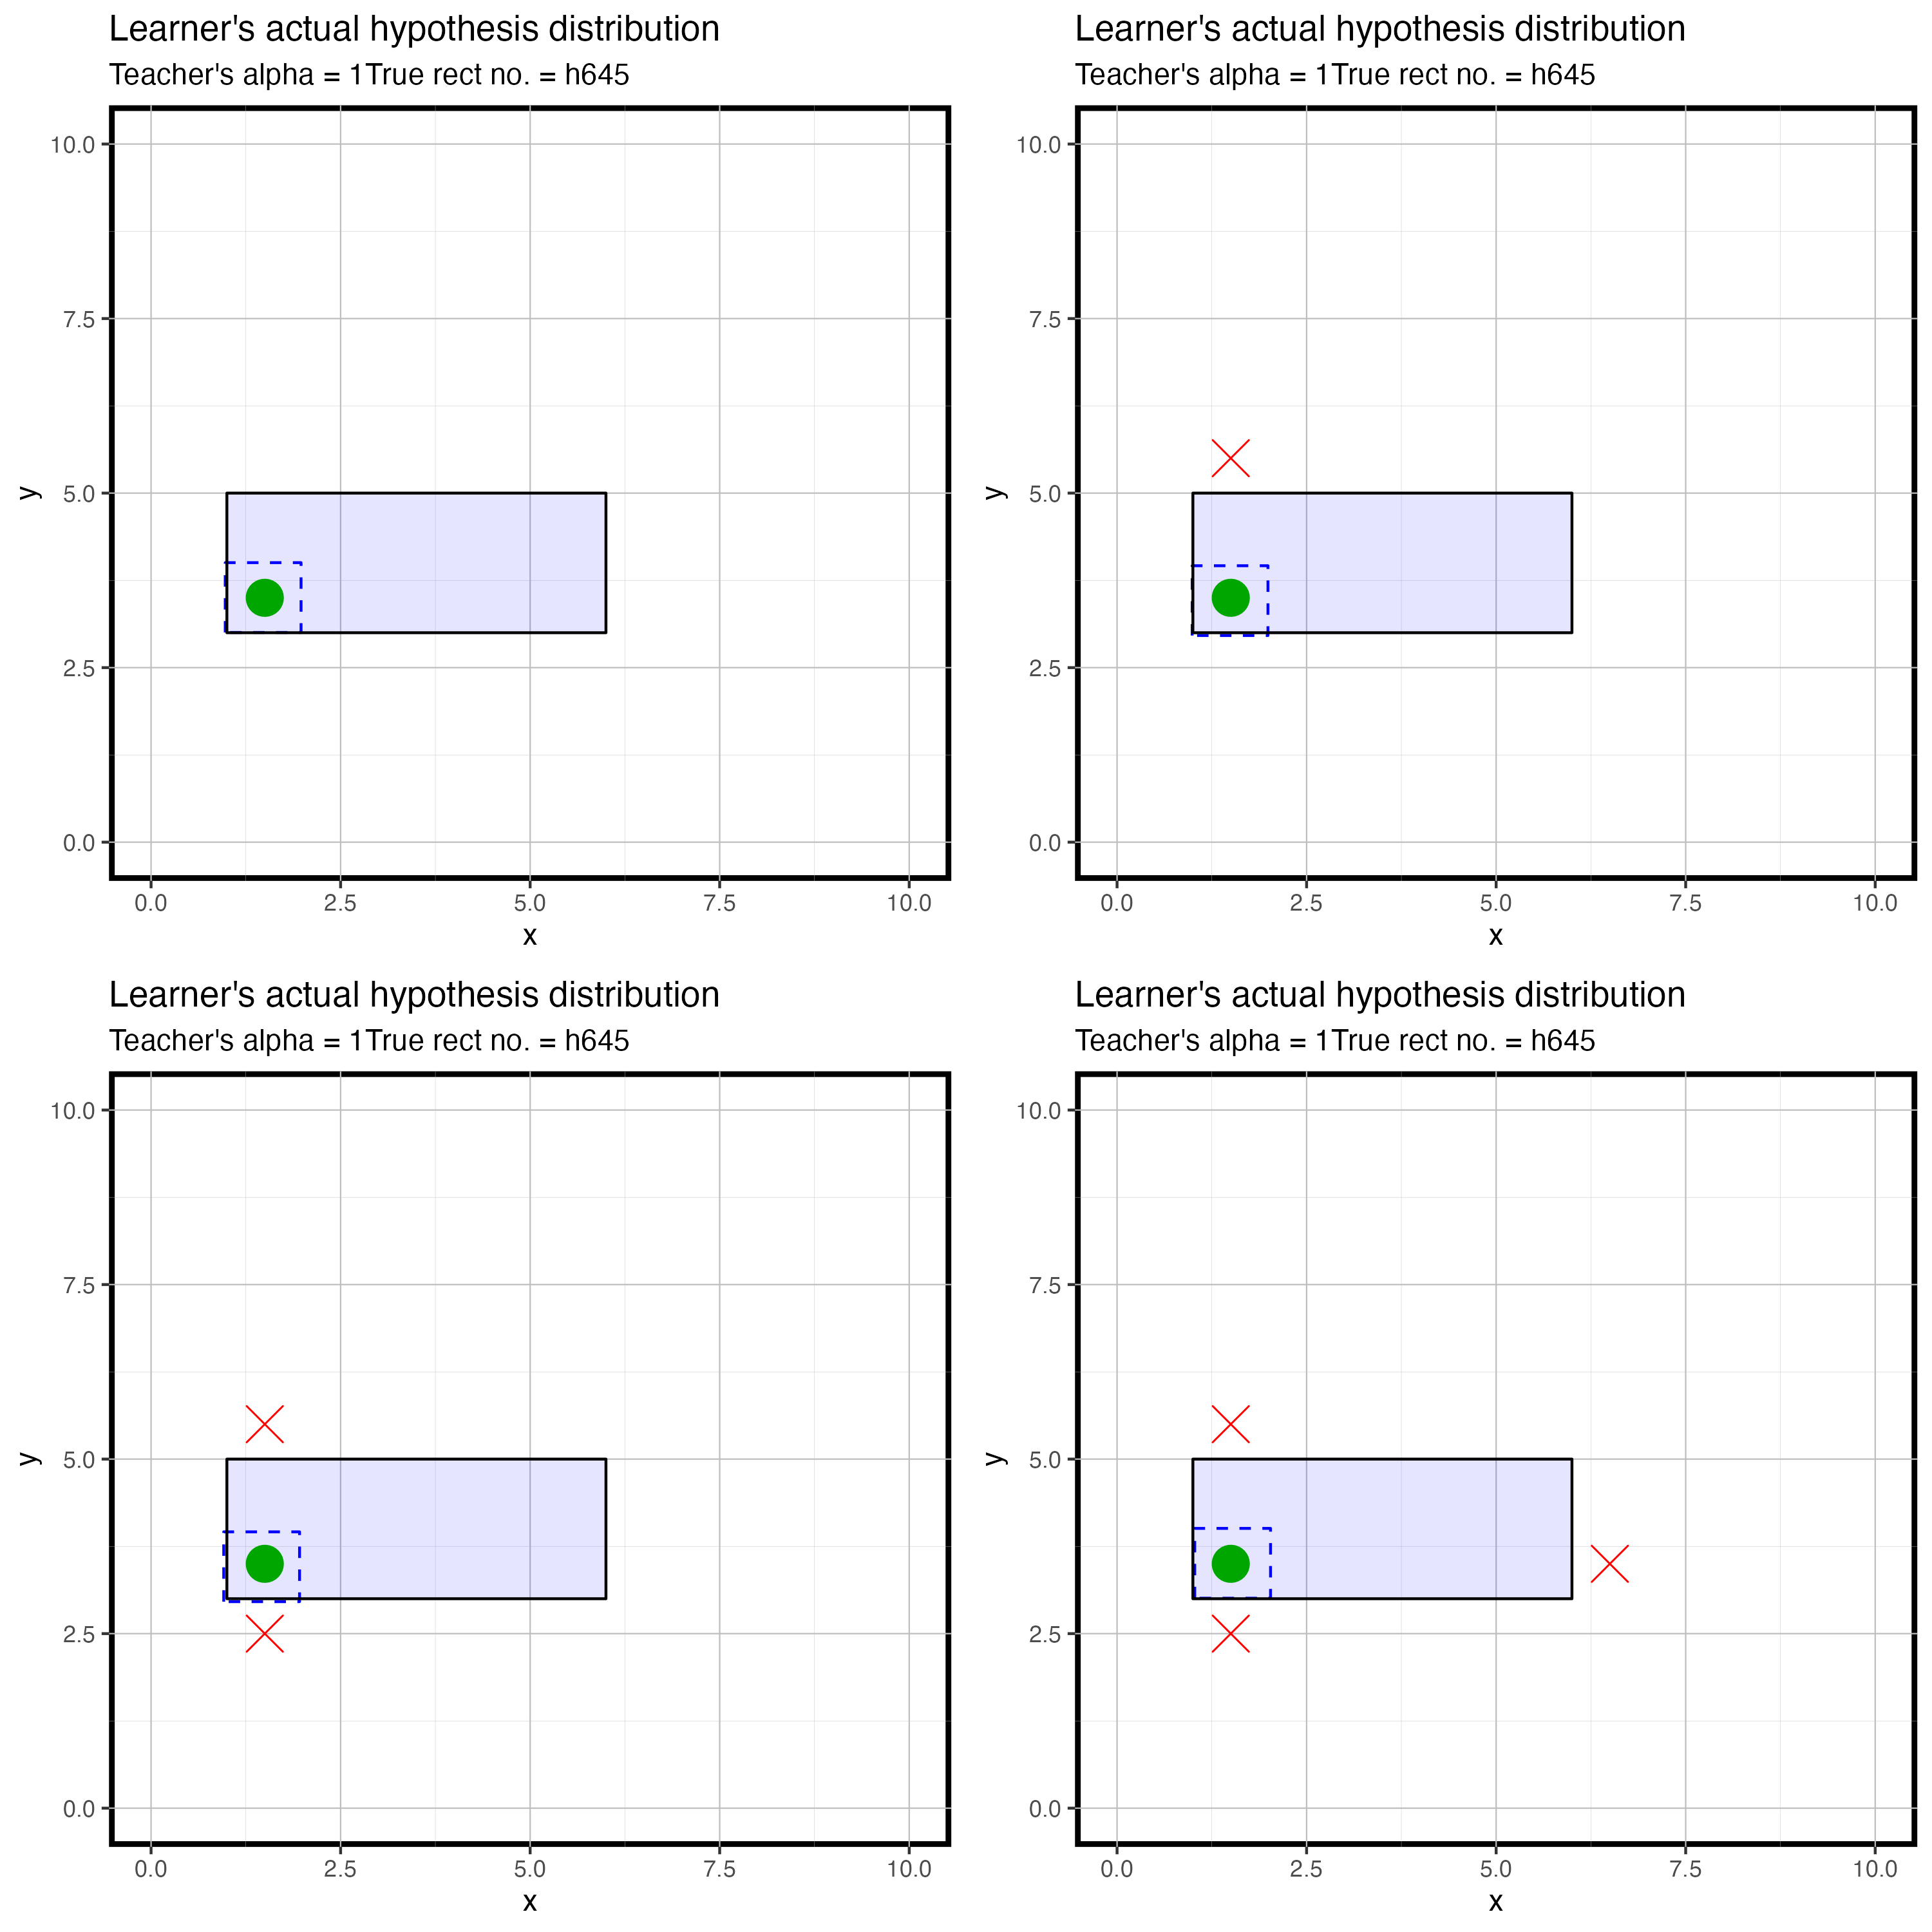 Learner's actual hypothesis distribution
Teacher's alpha = 1True rect no. = h645
10.0
7.5
5.0
2.5
0.0
y
0.0 2.5 5.0 7.5 10.0
x
Learner's actual hypothesis distribution
Teacher's alpha = 1True rect no. = h645
10.0
7.5
5.0
2.5
0.0
y
0.0 2.5 5.0 7.5 10.0
x
Learner's actual hypothesis distribution
Teacher's alpha = 1True rect no. = h645
10.0
7.5
5.0
2.5
0.0
y
0.0 2.5 5.0 7.5 10.0
x
Learner's actual hypothesis distribution
Teacher's alpha = 1True rect no. = h645
10.0
7.5
5.0
2.5
0.0
y
0.0 2.5 5.0 7.5 10.0
x